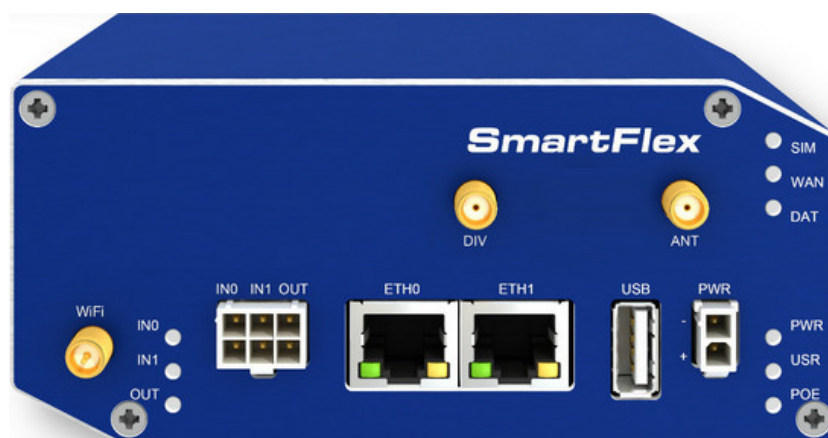 SmartFlex
SIM
WAN
DAT
DIV
ANT
IN0 IN1 OUT
ETH0
ETH1
USB
PWR
WiFi
IN0
IN1
OUT
-
+
PWR
USR
POE